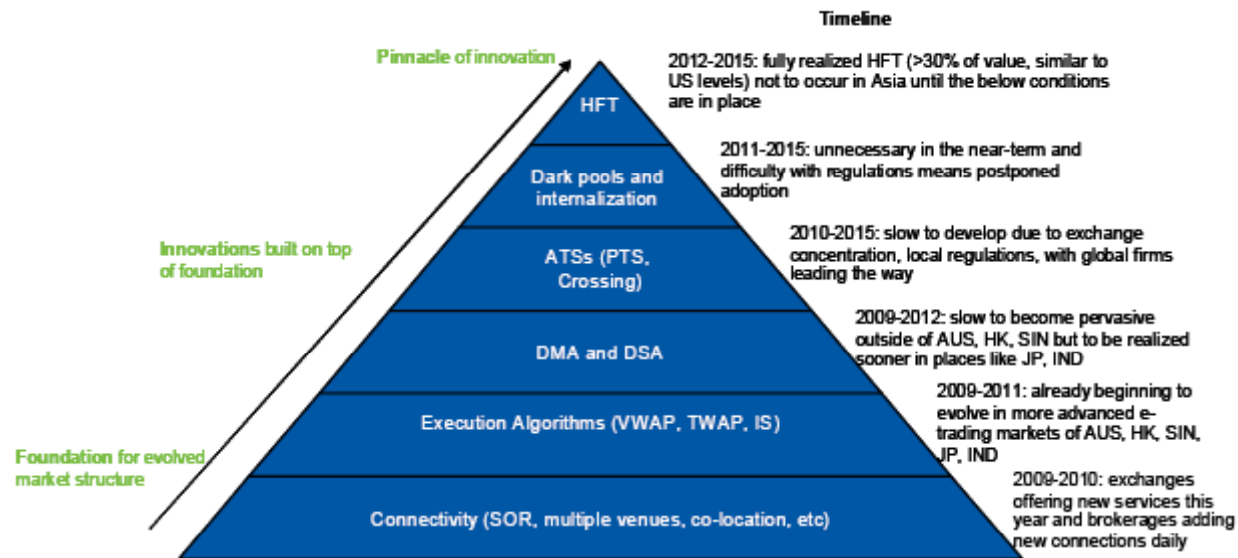 Timeline
Pinnacle of innovation
2012-2015: fully realized HFT (>30% of value, similar to
US levels) not to occur in Asia until the below conditions
are in place
HFT
2011-2015: unnecessary in the near-term and
difficulty with regulations means postponed
adoption
Dark pools and
internalization
Innovations built on top
of foundation
2010-2015: slow to develop due to exchange
concentration, local regulations, with global firms
leading the way
ATSs (PTS,
Crossing)
2009-2012: slow to become pervasive
outside of AUS, HK, SIN but to be realized
sooner in places like JP, IND
DMA and DSA
2009-2011: already beginning to
evolve in more advanced e-
trading markets of AUS, HK, SIN,
JP, IND
Execution Algorithms (VWAP, TWAP, IS)
Foundation for evolved
market structure
2009-2010: exchanges
offering new services this
year and brokerages adding
new connections daily
Connectivity (SOR, multiple venues, co-location, etc)